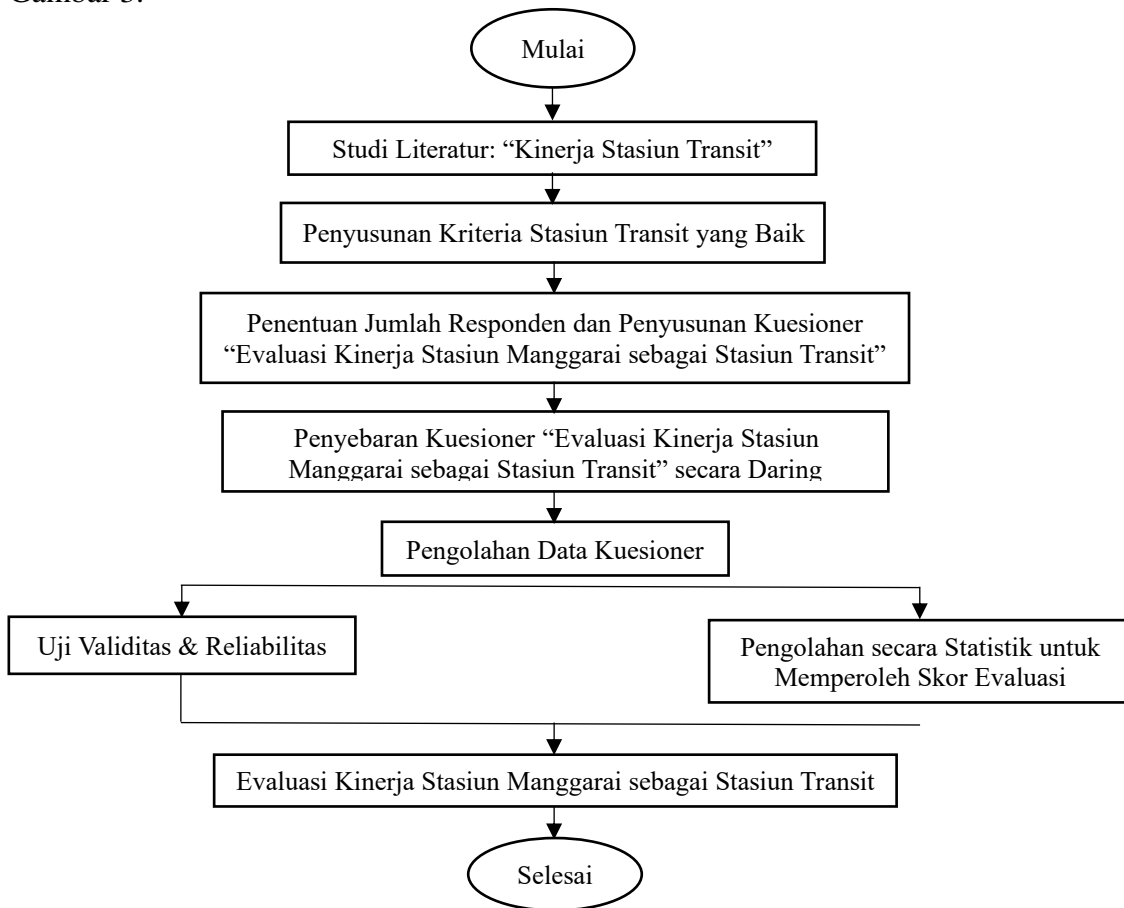 Mulai
Studi Literatur: “Kinerja Stasiun Transit”
Penyusunan Kriteria Stasiun Transit yang Baik
Penentuan Jumlah Responden dan Penyusunan Kuesioner
“Evaluasi Kinerja Stasiun Manggarai sebagai Stasiun Transit”
Penyebaran Kuesioner “Evaluasi Kinerja Stasiun
Manggarai sebagai Stasiun Transit” secara Daring
Pengolahan Data Kuesioner
Uji Validitas & Reliabilitas
Pengolahan secara Statistik untuk
Memperoleh Skor Evaluasi
Evaluasi Kinerja Stasiun Manggarai sebagai Stasiun Transit
Selesai